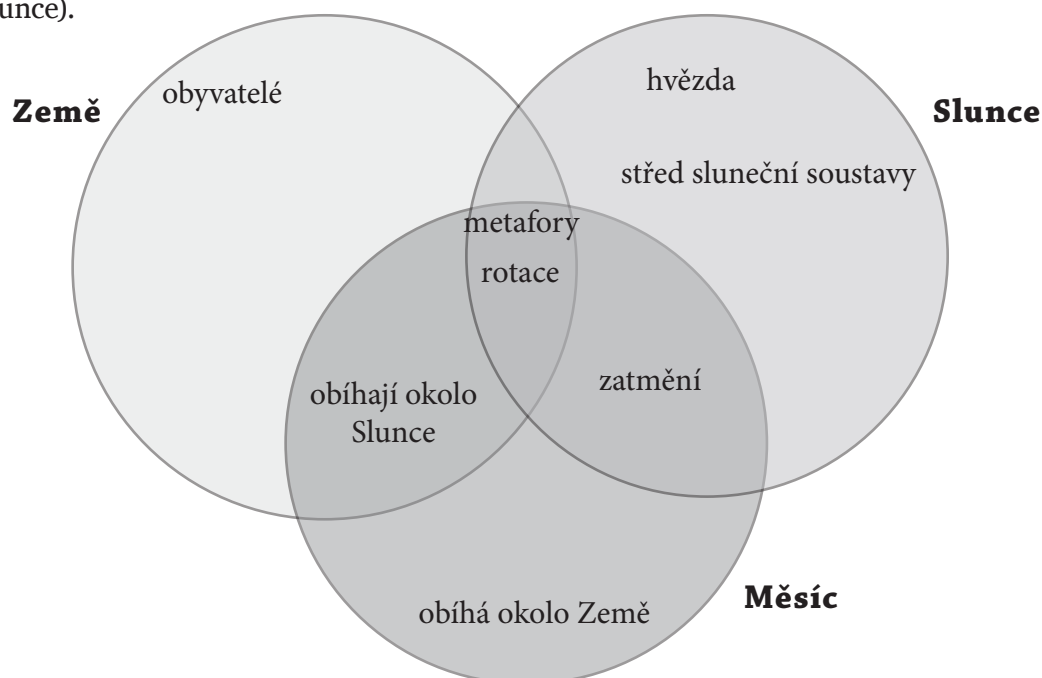 unce).
hvězda
obyvatelé
Země
Slunce
střed sluneční soustavy
metafory
rotace
zatmění
obíhají okolo
Slunce
Měsíc
obíhá okolo Země